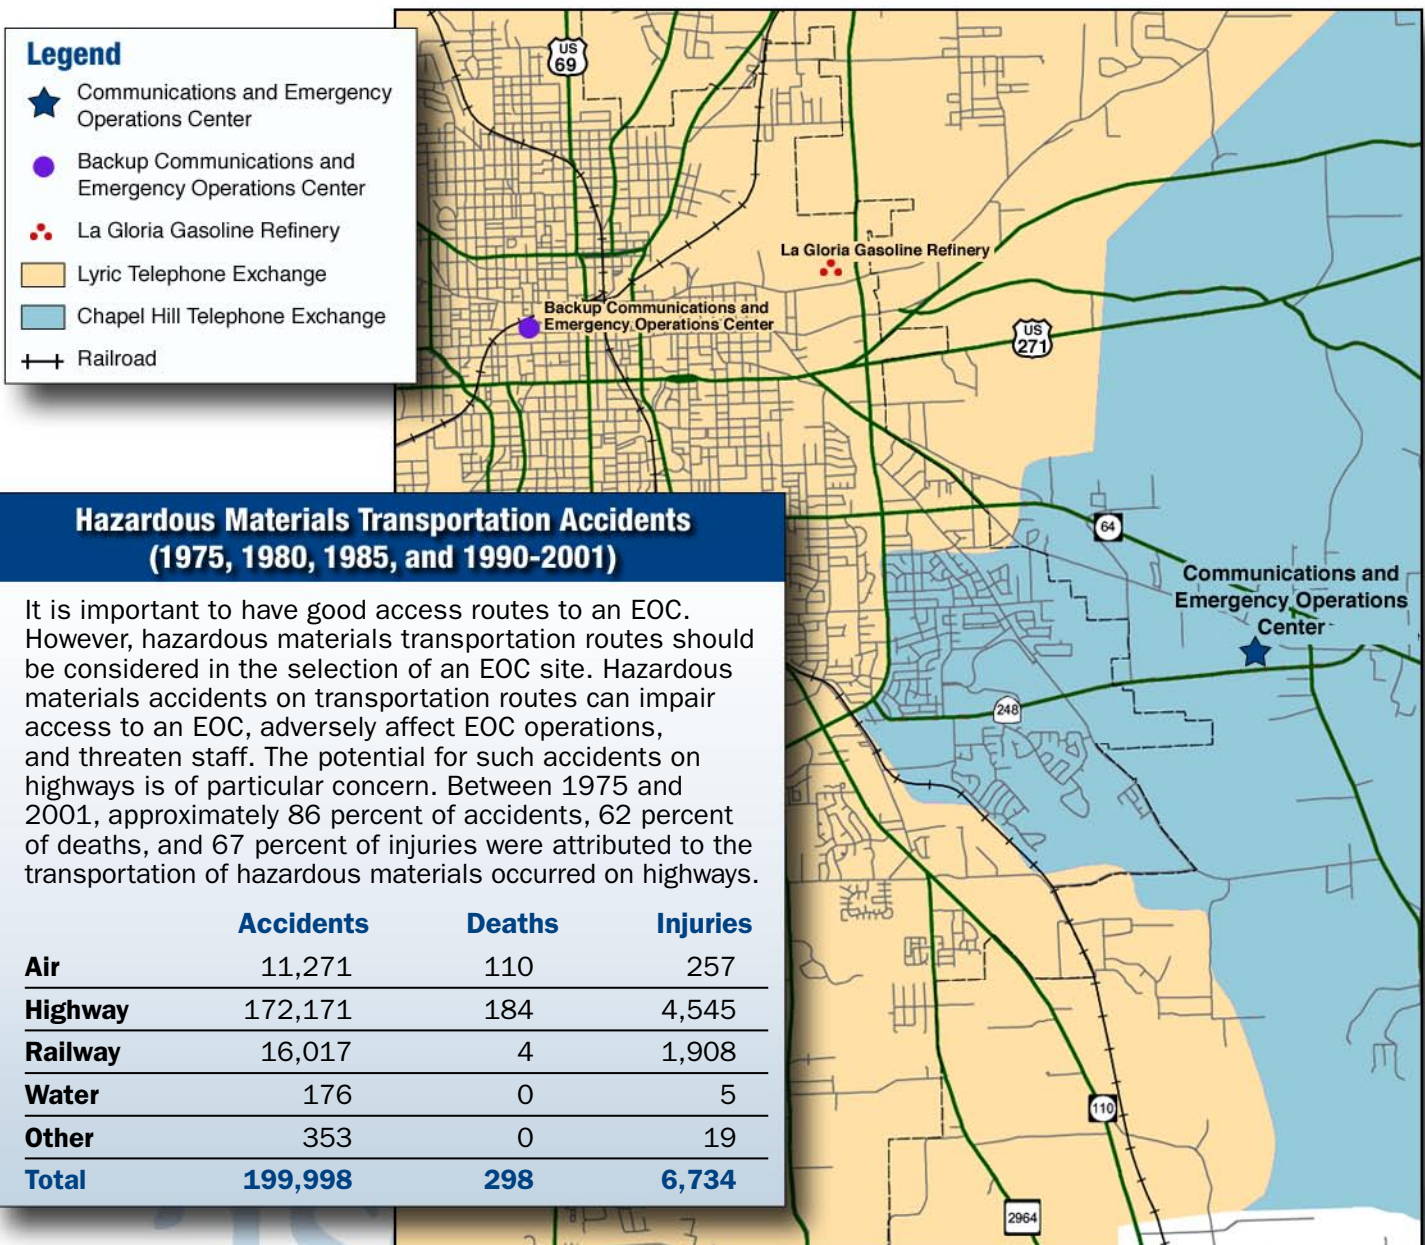 Legend
Communications and Emergency
Operations Center
Backup Communications and
Emergency Operations Center
La Gloria Gasoline Refinery
Lyric Telephone Exchange
Chapel Hill Telephone Exchange
Railroad
US
69
La Gloria Gasoline Refinery
Backup Communications and
Emergency Operations Center
US
271
64
Communications and
Emergency Operations
Center
248
110
2964
Hazardous Materials Transportation Accidents
(1975, 1980, 1985, and 1990-2001)
It is important to have good access routes to an EOC.
However, hazardous materials transportation routes should
be considered in the selection of an EOC site. Hazardous
materials accidents on transportation routes can impair
access to an EOC, adversely affect EOC operations,
and threaten staff. The potential for such accidents on
highways is of particular concern. Between 1975 and
2001, approximately 86 percent of accidents, 62 percent
of deaths, and 67 percent of injuries were attributed to the
transportation of hazardous materials occurred on highways.
Accidents Deaths Injuries
Air 11,271 110 257
Highway 172,171 184 4,545
Railway 16,017 4 1,908
Water 176 0 5
Other 353 0 19
Total 199,998 298 6,734